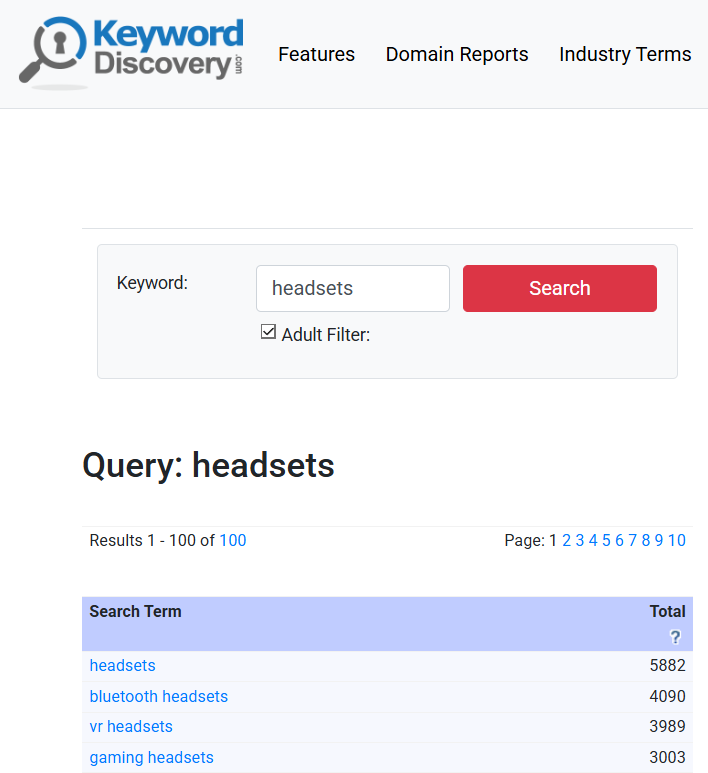 Keyword
Discovery.com
Features Domain Reports Industry Terms
Keyword: headsets Search
Adult Filter:
Query: headsets
Results 1 - 100 of 100 Page: 1 2 3 4 5 6 7 8 9 10
Search Term Total
?
headsets 5882
bluetooth headsets 4090
vr headsets 3989
gaming headsets 3003